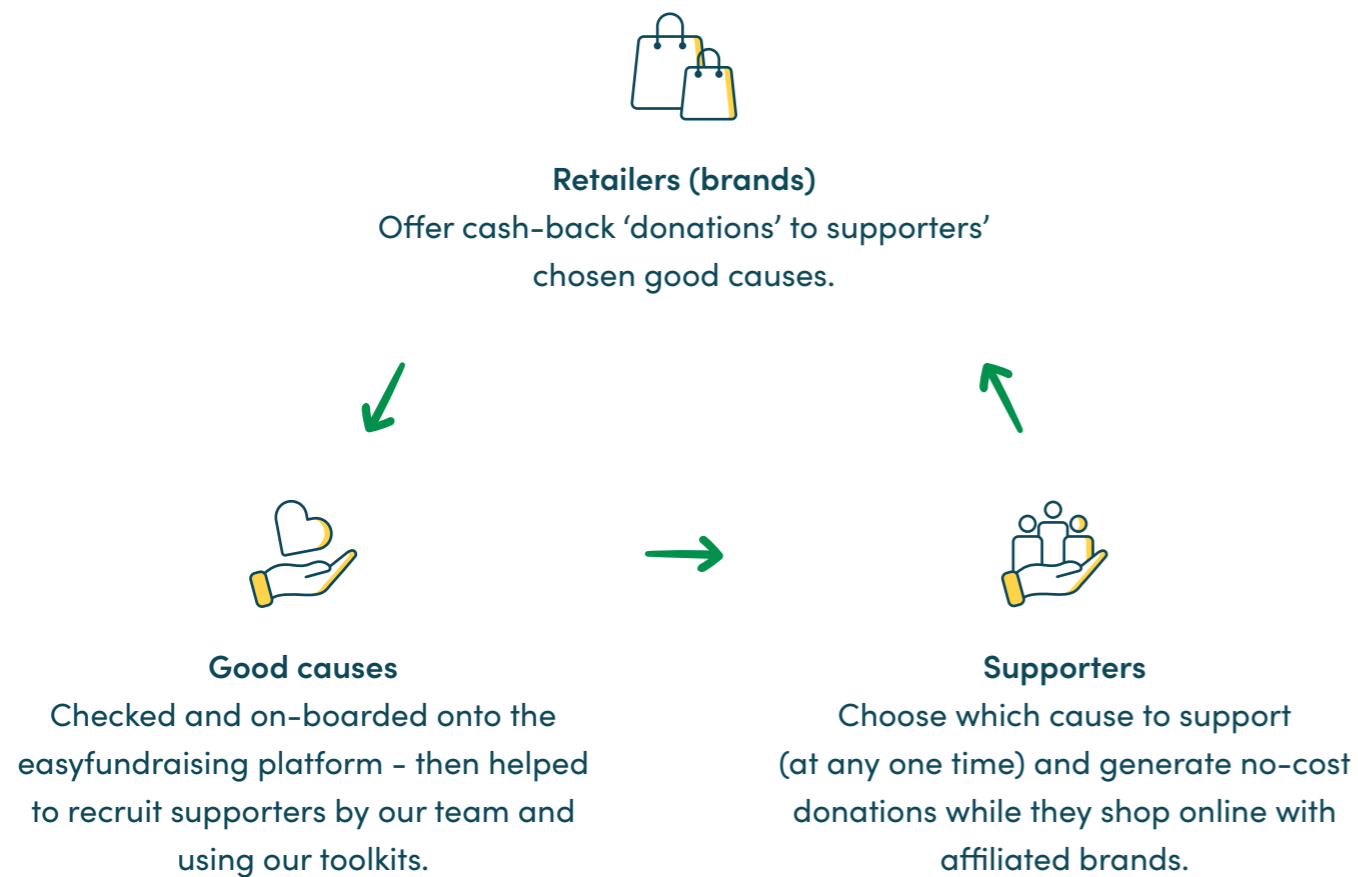 Retailers (brands)
Offer cash-back ‘donations’ to supporters’
chosen good causes.
Good causes
Checked and on-boarded onto the
easyfundraising platform - then helped
to recruit supporters by our team and
using our toolkits.
Supporters
Choose which cause to support
(at any one time) and generate no-cost
donations while they shop online with
affiliated brands.